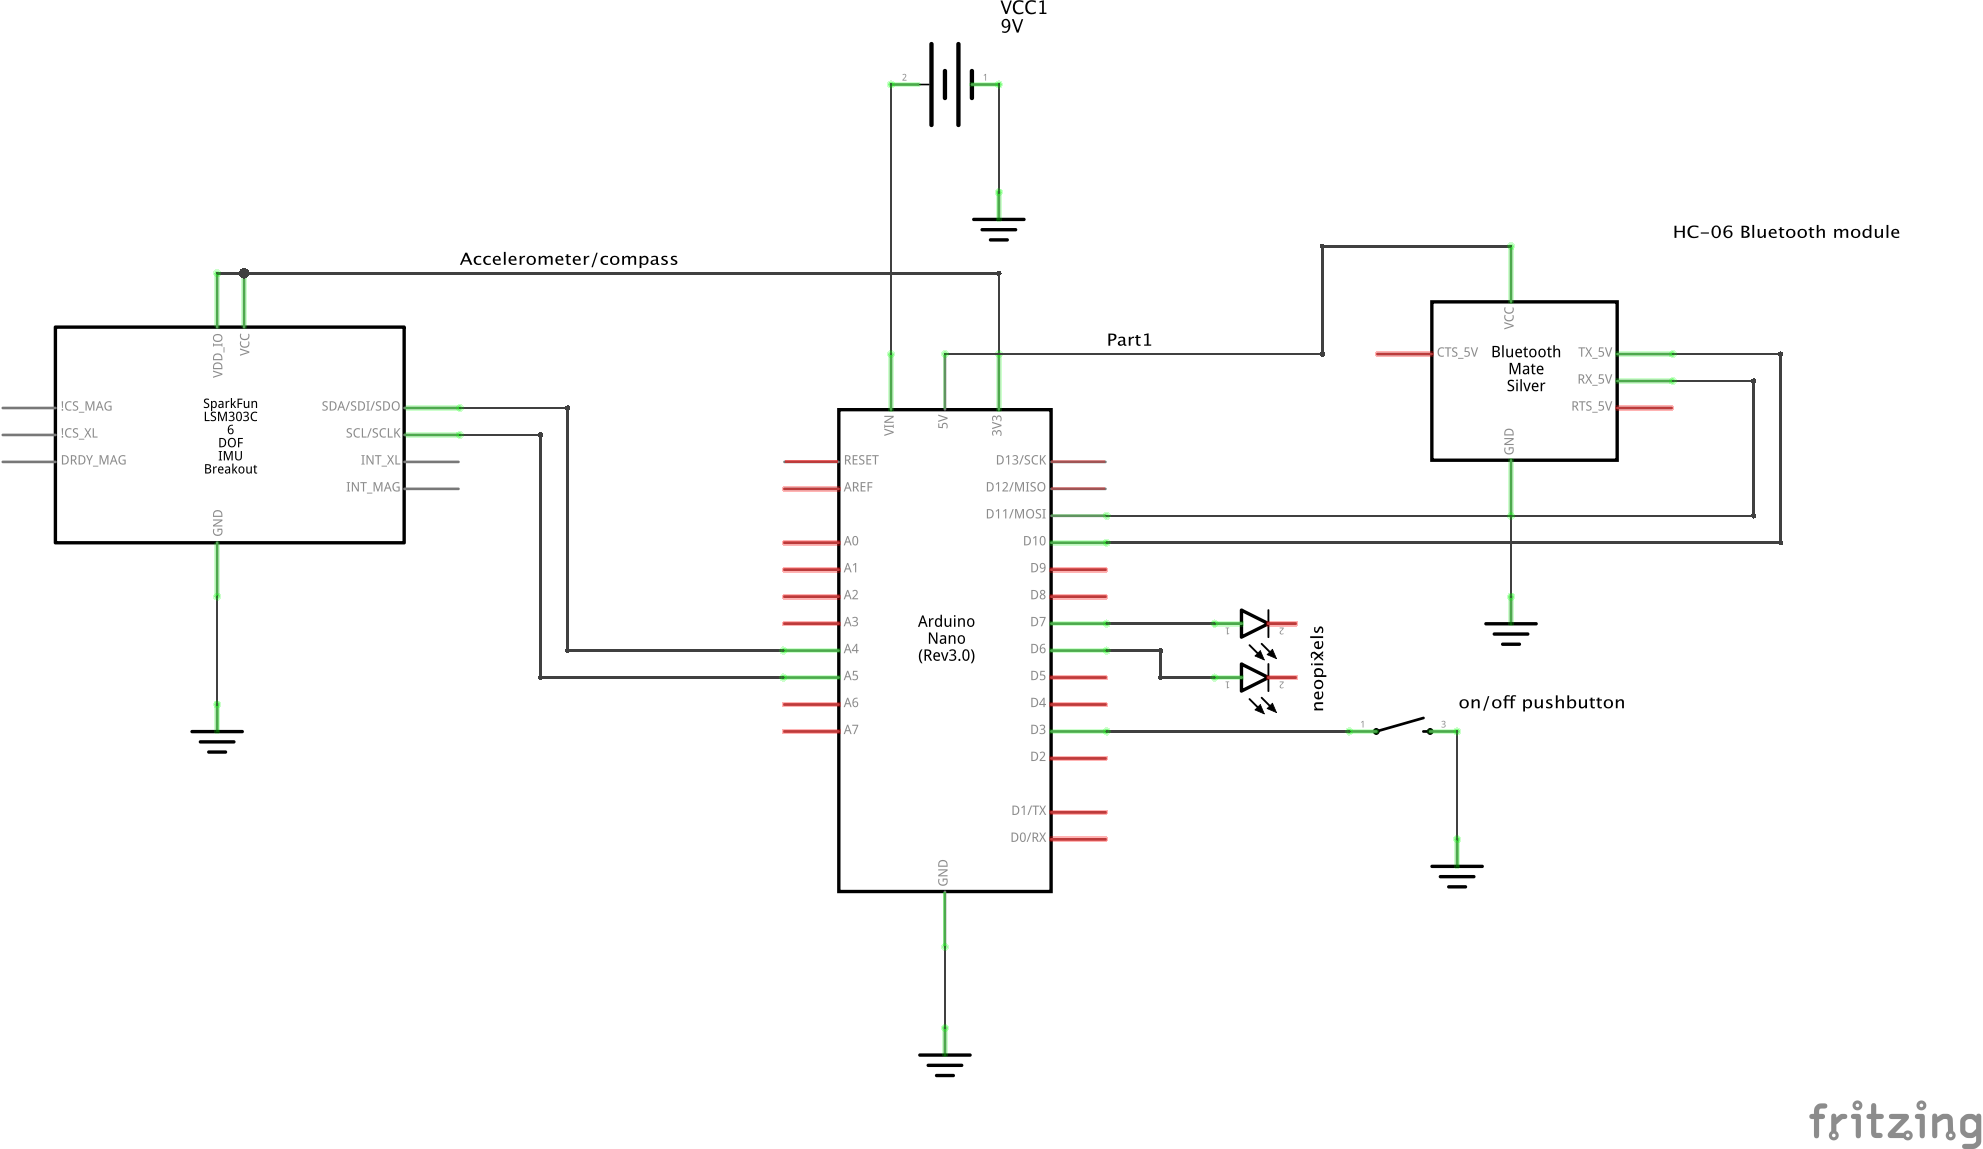 VCC1
9V
2
1
HC-06 Bluetooth module
Accelerometer/compass
Part1
VDD_IO
VCC
!CS_MAG
!CS_XL
DRDY_MAG
SparkFun
LSM303C
6
DOF
IMU
Breakout
SDA/SDI/SDO
SCL/SCLK
INT_XL
INT_MAG
GND
VIN
5V
3V3
RESET
AREF
A0
A1
A2
A3
A4
A5
A6
A7
Arduino
Nano
(Rev3.0)
D13/SCK
D12/MISO
D11/MOSI
D10
D9
D8
D7
D6
D5
D4
D3
D2
D1/TX
D0/RX
GND
VCC
CTS_5V
Bluetooth
Mate
Silver
TX_5V
RX_5V
RTS_5V
GND
1
2
1
2
neopixels
on/off pushbutton
1
3
fritzing